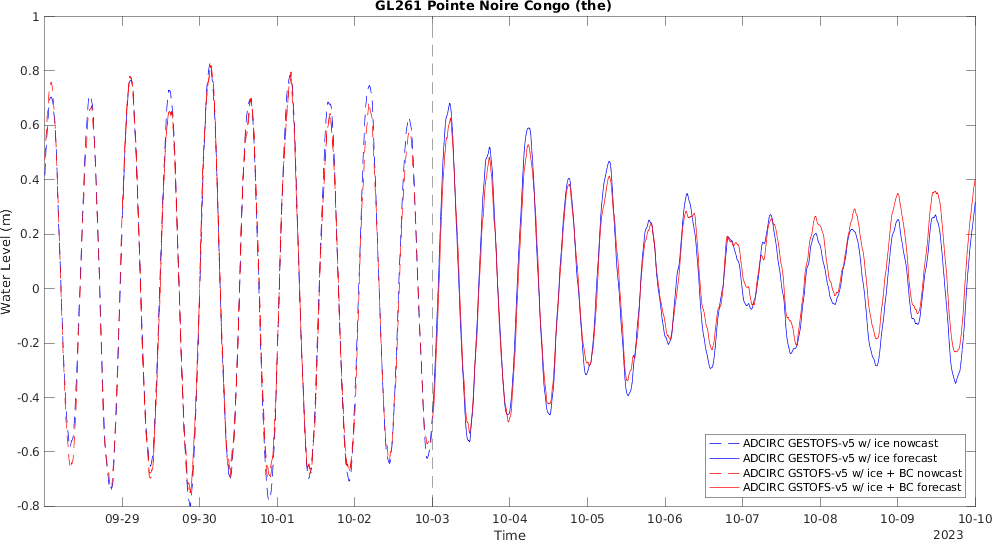 GL261 Pointe Noire Congo (the)
1
0.8
0.6
0.4
0.2
0
-0.2
-0.4
-0.6
-0.8
Water Level (m)
ADCIRC GESTOFS-v5 w/ ice nowcast
ADCIRC GESTOFS-v5 w/ ice forecast
ADCIRC GSTOFS-v5 w/ ice + BC nowcast
ADCIRC GSTOFS-v5 w/ ice + BC forecast
09-29 09-30 10-01 10-02 10-03 10-04 10-05 10-06 10-07 10-08 10-09 10-10
Time
2023